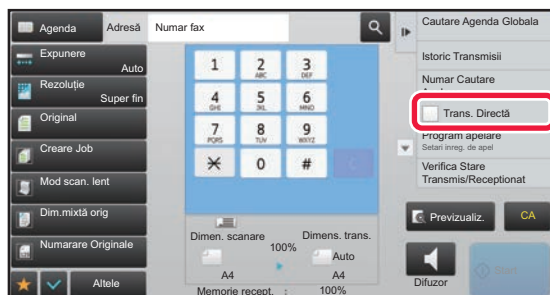 Agenda
Adresă
Numar fax
Expunere
Auto
Rezoluție
Super fin
Original
Creare Job
Mod scan. lent
Dim.mixtă orig
Numarare Originale
Altele
1
2
ABC
3
DEF
4
GHI
5
JKL
6
MNO
7
PQRS
8
TUV
9
WXYZ
0
#
Dimen. scanare
100%
Dimens. trans.
Auto
A4
A4
Memorie recept. : 100%
Cautare Agenda Globala
Istoric Transmisii
Numar Cautare
Trans. Directă
Program apelare
Setari inreg. de apel
Verifica Stare
Transmis/Receptionat
Previzualiz.
CA
Difuzor
Start